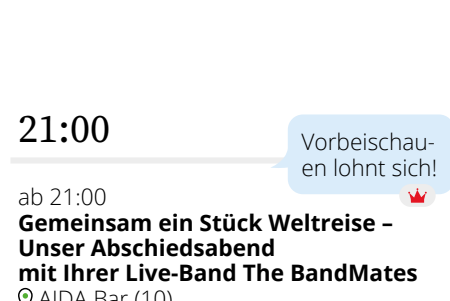 21:00
Vorbeischau-
en lohnt sich!
ab 21:00
Gemeinsam ein Stück Weltreise –
Unser Abschiedsabend
mit Ihrer Live-Band The BandMates
AIDA Bar (10)